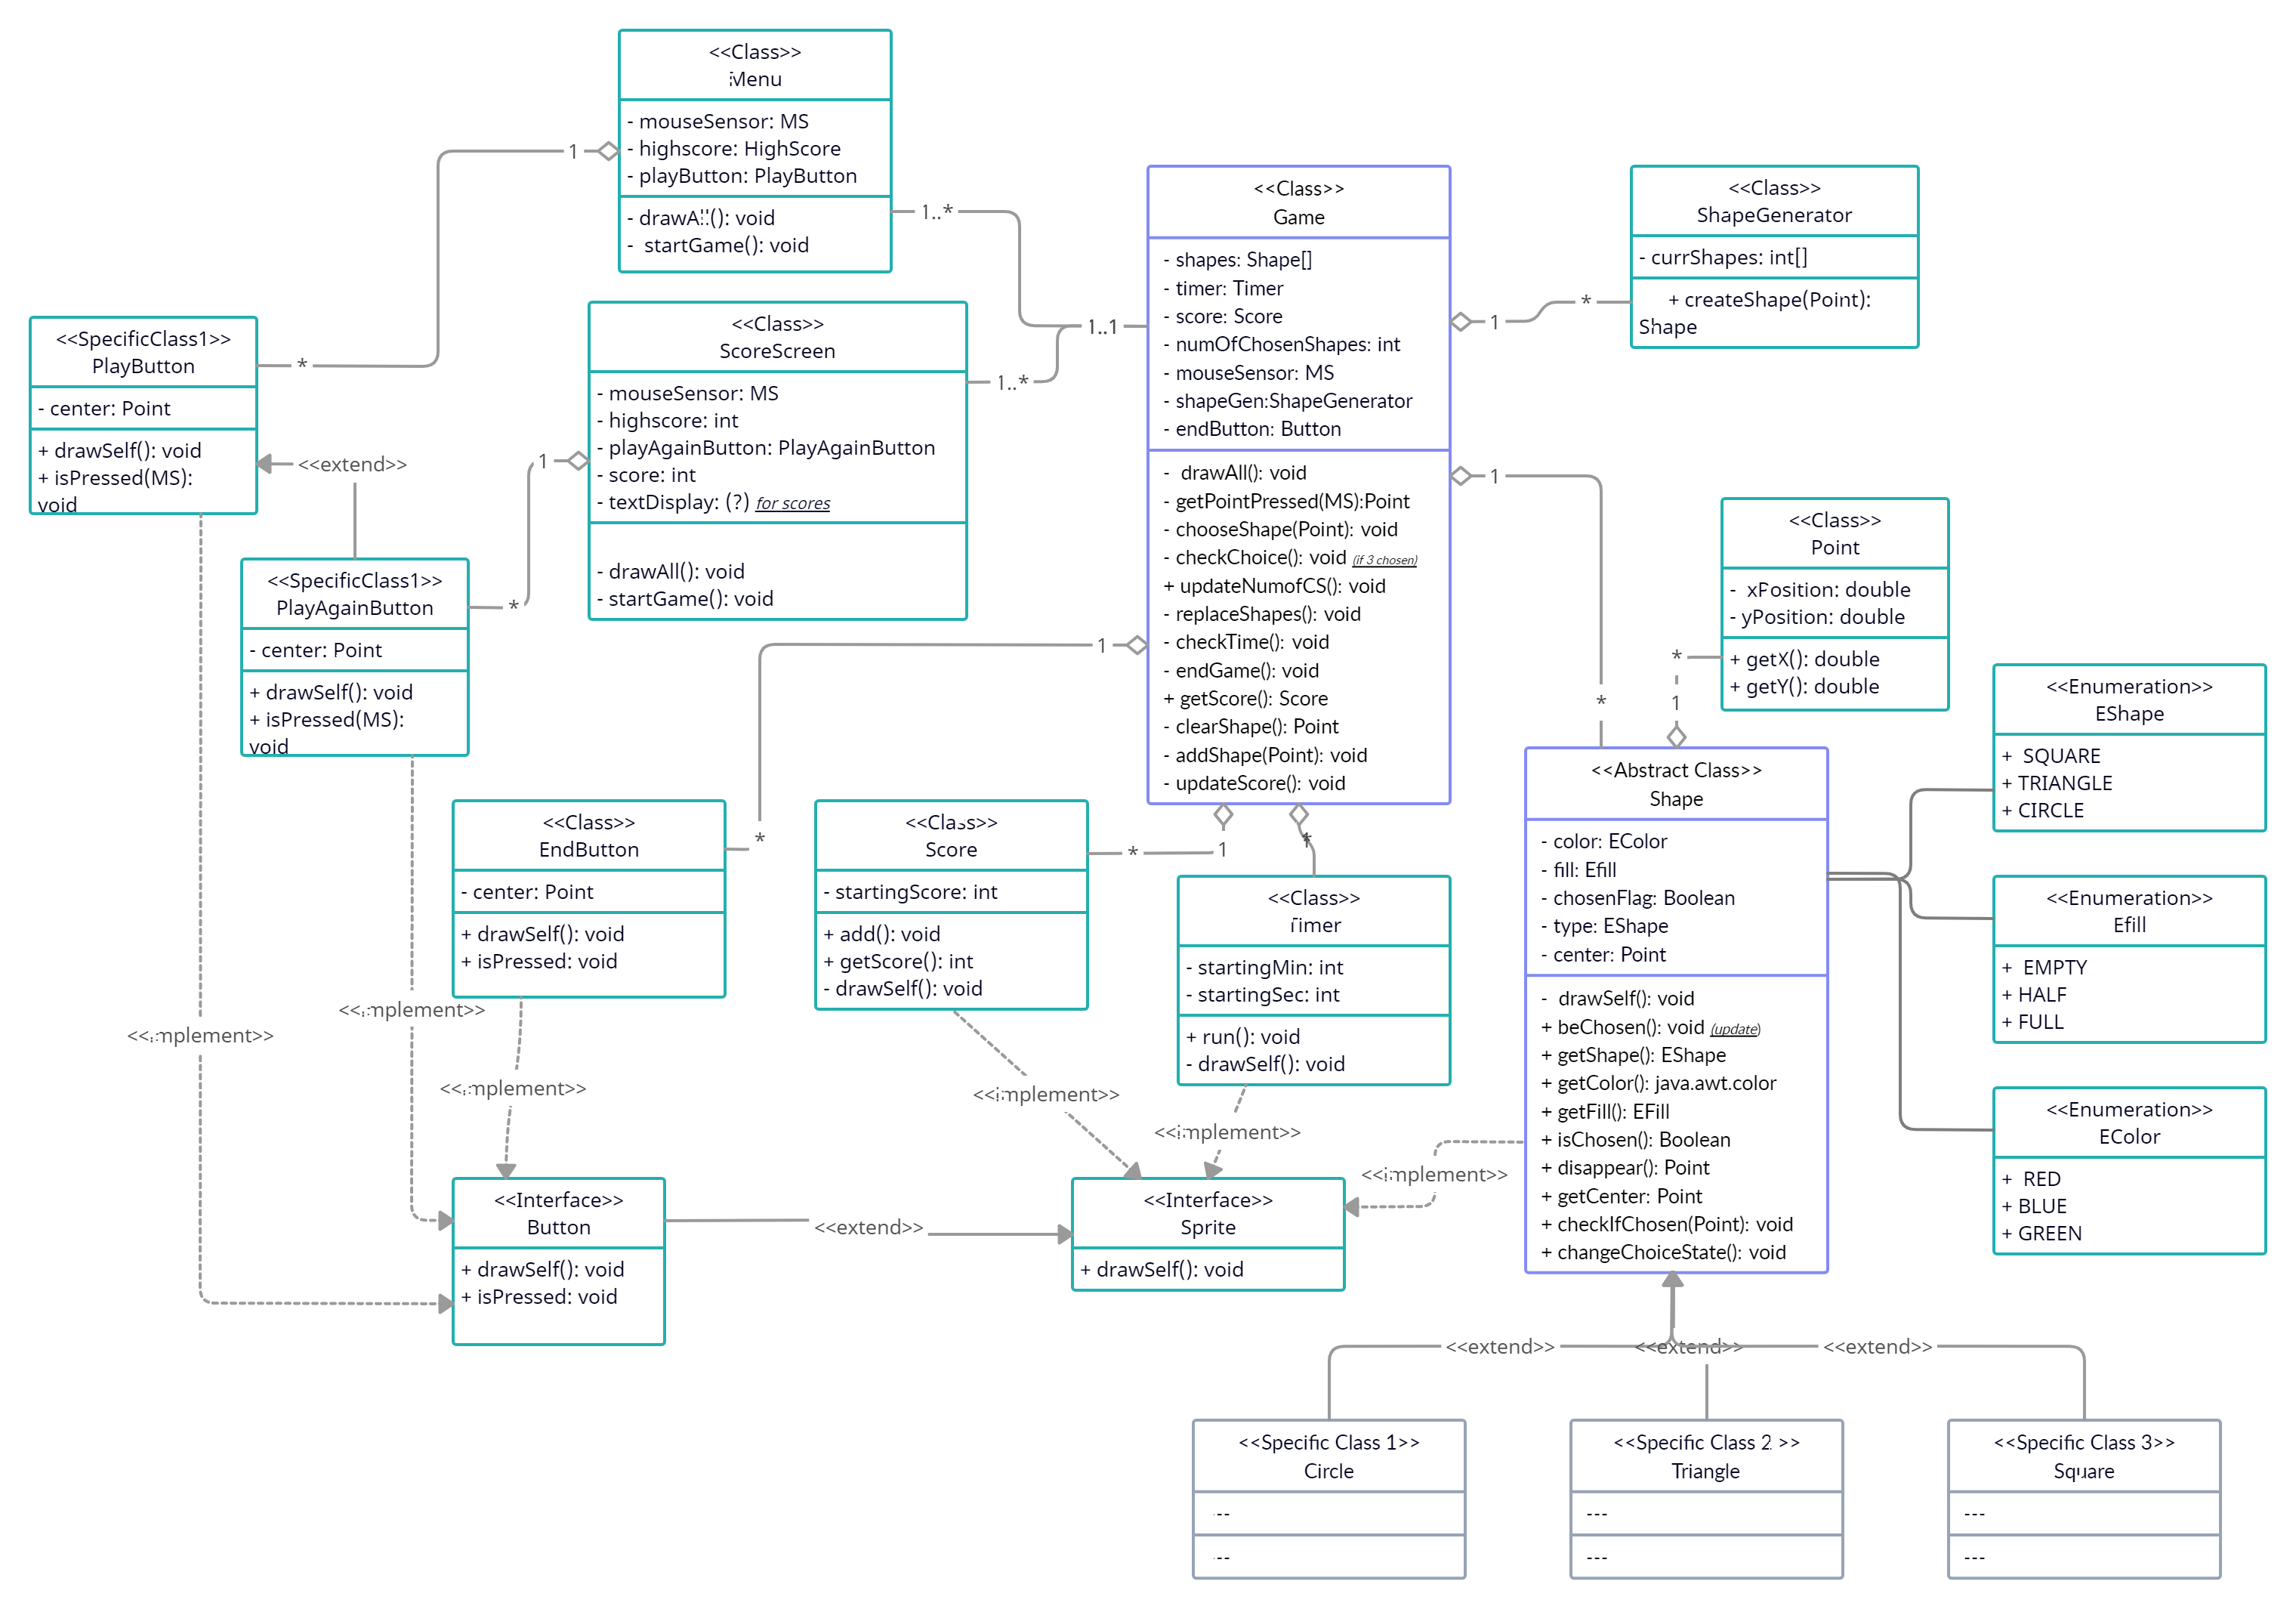 <<Class>>
Menu
- mouseSensor: MS
- highscore: HighScore
- playButton: PlayButton
- drawAll(): void
- startGame(): void
1
*
1..*
1..1
1..*
<<Class>>
Game
- shapes: Shape[]
- timer: Timer
- score: Score
- numOfChosenShapes: int
- mouseSensor: MS
- shapeGen:ShapeGenerator
- endButton: Button
- drawAll(): void
- getPointPressed(MS):Point
- chooseShape(Point): void
- checkChoice(): void (if 3 chosen)
+ updateNumofCS(): void
- replaceShapes(): void
- checkTime(): void
- endGame(): void
+ getScore(): Score
- clearShape(): Point
- addShape(Point): void
- updateScore(): void
1
*
<<Class>>
ShapeGenerator
- currShapes: int[]
+ createShape(Point):
Shape
<<SpecificClass1>>
PlayButton
- center: Point
+ drawSelf(): void
+ isPressed(MS):
void
<<extend>>
<<Class>>
ScoreScreen
- mouseSensor: MS
- highscore: int
- playAgainButton: PlayAgainButton
- score: int
- textDisplay: (?) for scores
- drawAll(): void
- startGame(): void
1
*
<<SpecificClass1>>
PlayAgainButton
- center: Point
+ drawSelf(): void
+ isPressed(MS):
void
1
*
1
*
<<Class>>
Point
- xPosition: double
- yPosition: double
+ getX(): double
+ getY(): double
*
1
<<Enumeration>>
EShape
+ SQUARE
+ TRIANGLE
+ CIRCLE
<<Abstract Class>>
Shape
- color: EColor
- fill: Efill
- chosenFlag: Boolean
- type: EShape
- center: Point
- drawSelf(): void
+ beChosen(): void (update)
+ getShape(): EShape
+ getColor(): java.awt.color
+ getFill(): EFill
+ isChosen(): Boolean
+ disappear(): Point
+ getCenter: Point
+ checkIfChosen(Point): void
+ changeChoiceState(): void
<<Enumeration>>
Efill
+ EMPTY
+ HALF
+ FULL
<<Enumeration>>
EColor
+ RED
+ BLUE
+ GREEN
<<Class>>
EndButton
- center: Point
+ drawSelf(): void
+ isPressed: void
<<Class>>
Score
- startingScore: int
+ add(): void
+ getScore(): int
- drawSelf(): void
*
1
<<Class>>
Timer
- startingMin: int
- startingSec: int
+ run(): void
- drawSelf(): void
<<implement>>
<<implement>>
<<implement>>
<<implement>>
<<implement>>
<<implement>>
<<Interface>>
Button
+ drawSelf(): void
+ isPressed: void
<<extend>>
<<Interface>>
Sprite
+ drawSelf(): void
<<extend>>
<<extend>>
<<extend>>
<<Specific Class 1>>
Circle
---
---
<<Specific Class 2 >>
Triangle
---
---
<<Specific Class 3>>
Square
---
---